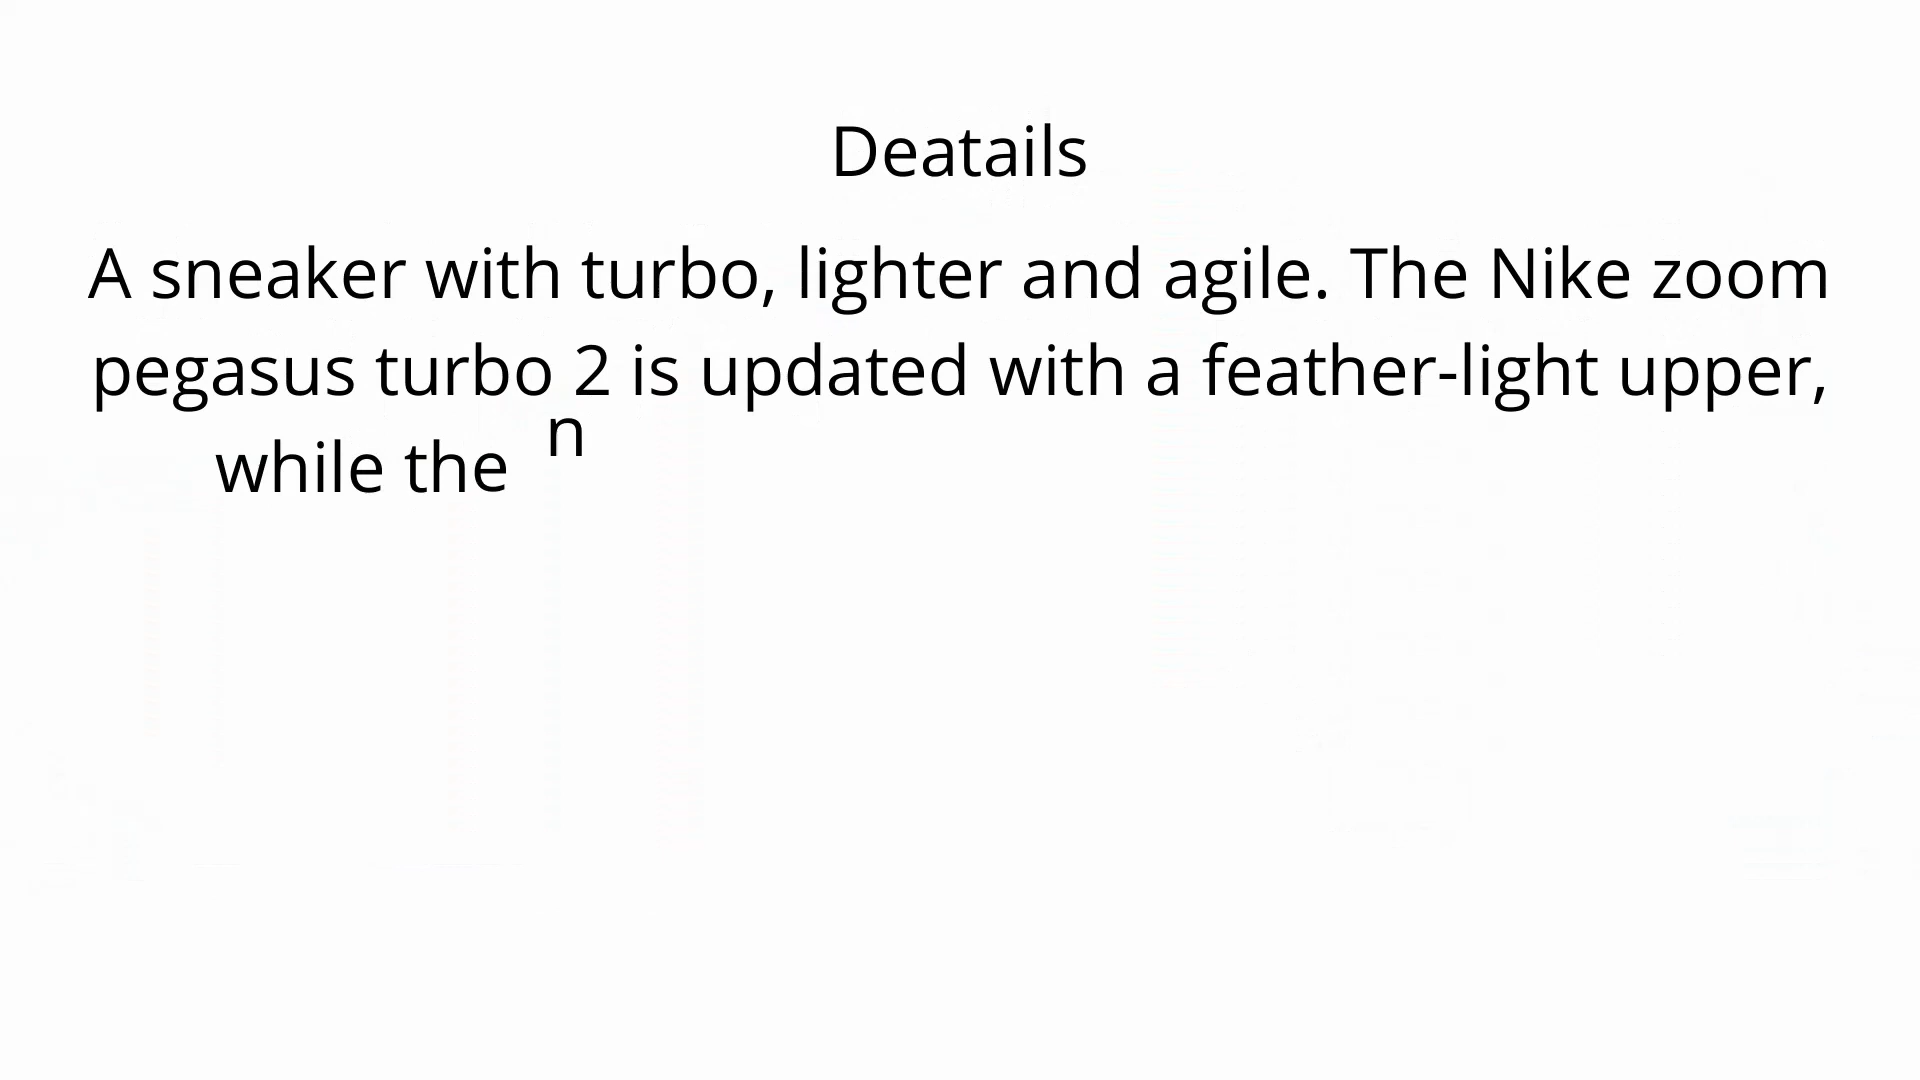 Deatails
A sneaker with turbo, lighter and agile. The Nike zoom
pegasus turbo 2 is updated with a feather-light upper,
while the n